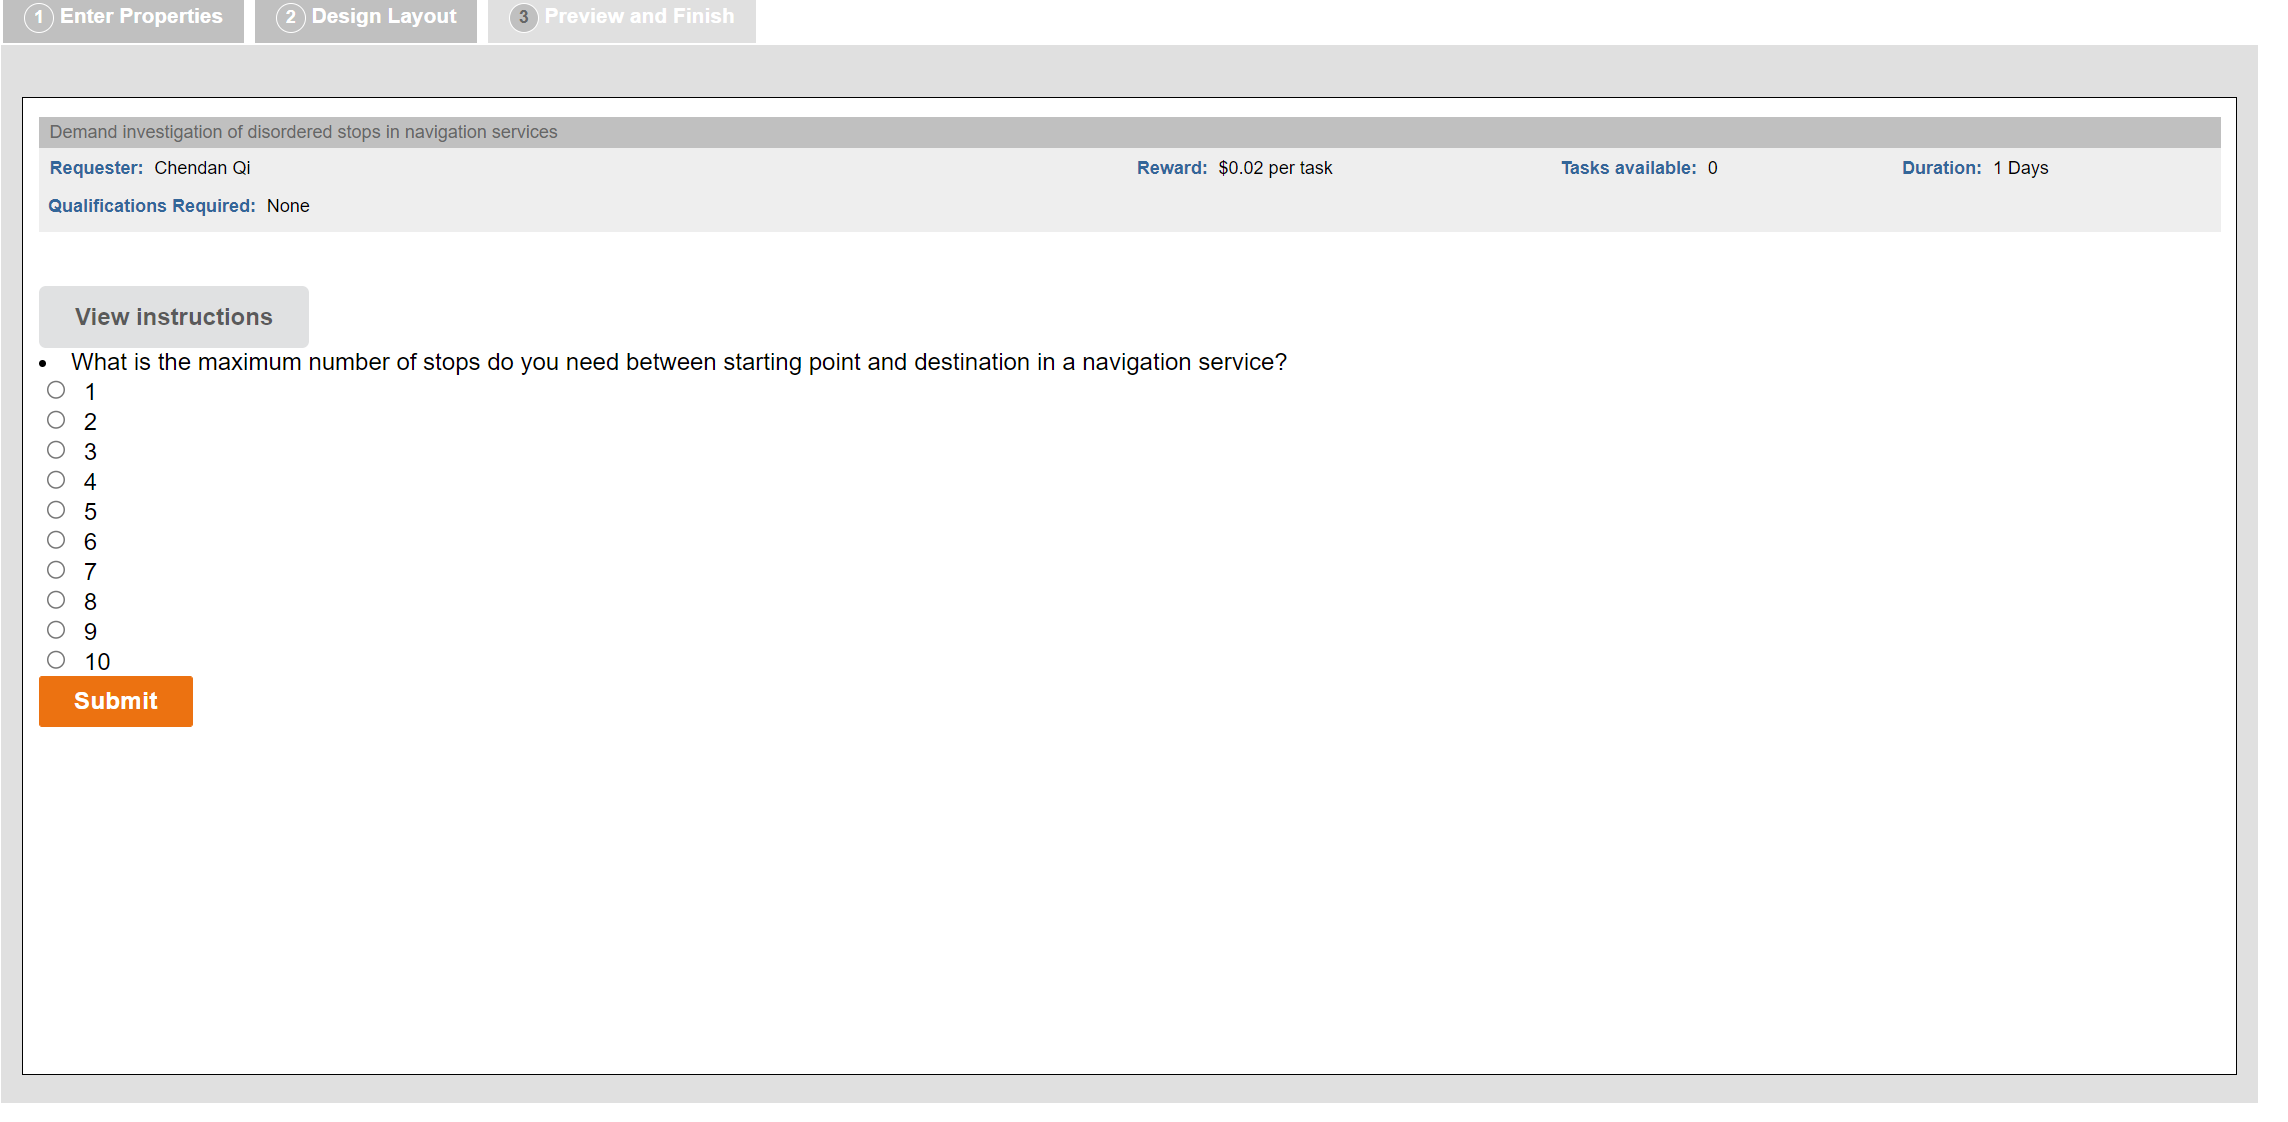 1 Enter Properties 2 Design Layout 3 Preview and Finish
Demand investigation of disordered stops in navigation services
Requester: Chendan Qi Reward: $0.02 per task Tasks available: 0 Duration: 1 Days
Qualifications Required: None
View instructions
• What is the maximum number of stops do you need between starting point and destination in a navigation service?
1
2
3
4
5
6
7
8
9
10
Submit